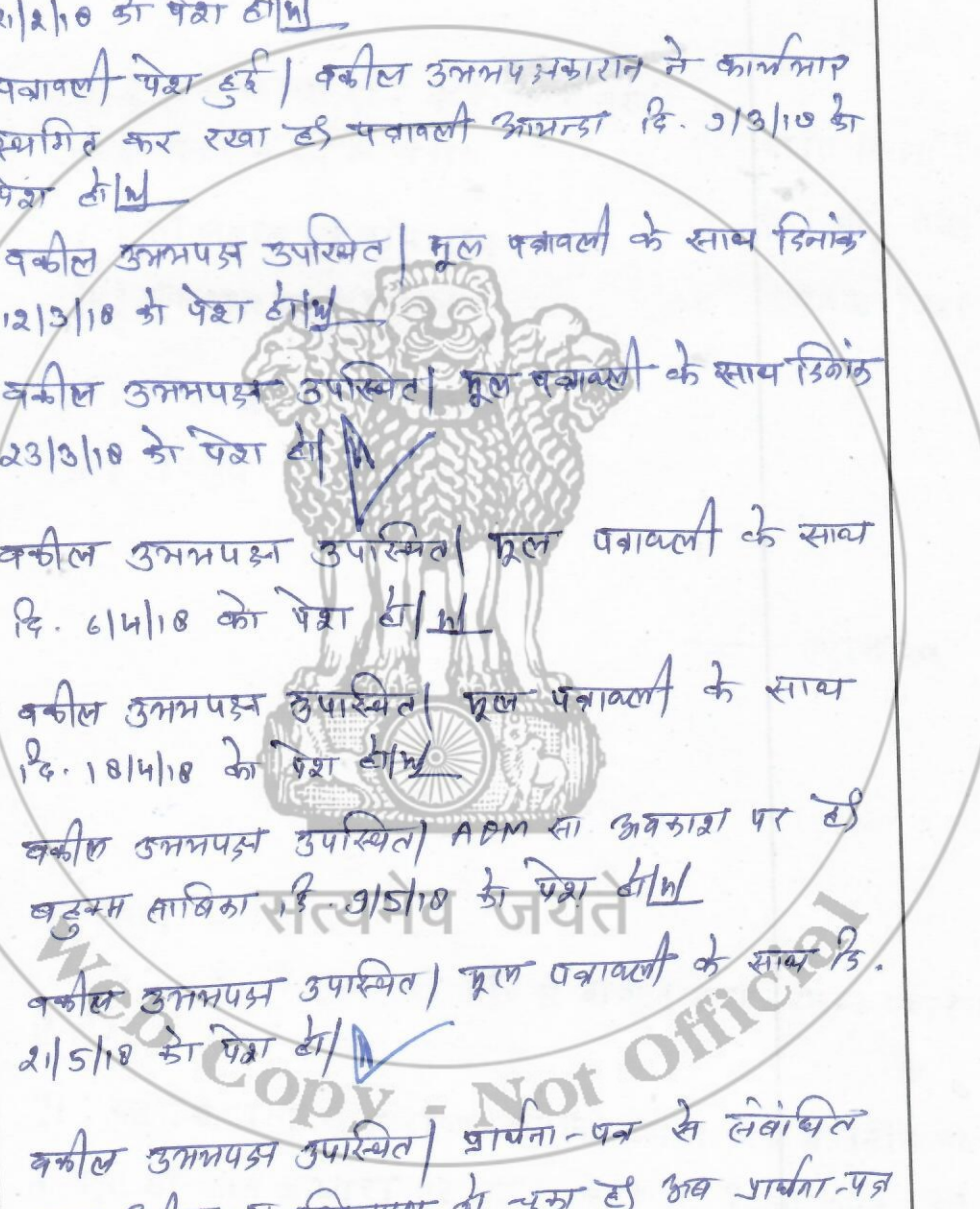 21/2/18 को पेश हो।
पत्रावली पेश हुई। वकील उभयपक्षकारान ने कार्यभार
स्थगित कर रखा है। पत्रावली आयन्दा दि. 9/3/18 को
पेश हो।
वकील उभयपक्ष उपस्थित। मूल पत्रावली के साथ दिनांक
12/3/18 को पेश हो।
वकील उभयपक्ष उपस्थित। मूल पत्रावली के साथ दिनांक
23/3/18 को पेश हो।
वकील उभयपक्ष उपस्थित। मूल पत्रावली के साथ
दि. 6/4/18 को पेश हो।
वकील उभयपक्ष उपस्थित। मूल पत्रावली के साथ
दि. 18/4/18 को पेश हो।
वकील उभयपक्ष उपस्थित। ADM सा. अवकाश पर है।
बहुक्म साबिका दि. 9/5/18 को पेश हो।
सत्यमेव जयते
वकील उभयपक्ष उपस्थित। मूल पत्रावली के साथ दि.
21/5/18 को पेश हो।
Web Copy - Not Official
वकील उभयपक्ष उपस्थित। प्रार्थना-पत्र से संबंधित
हो चुका है। अब प्रार्थना-पत्र